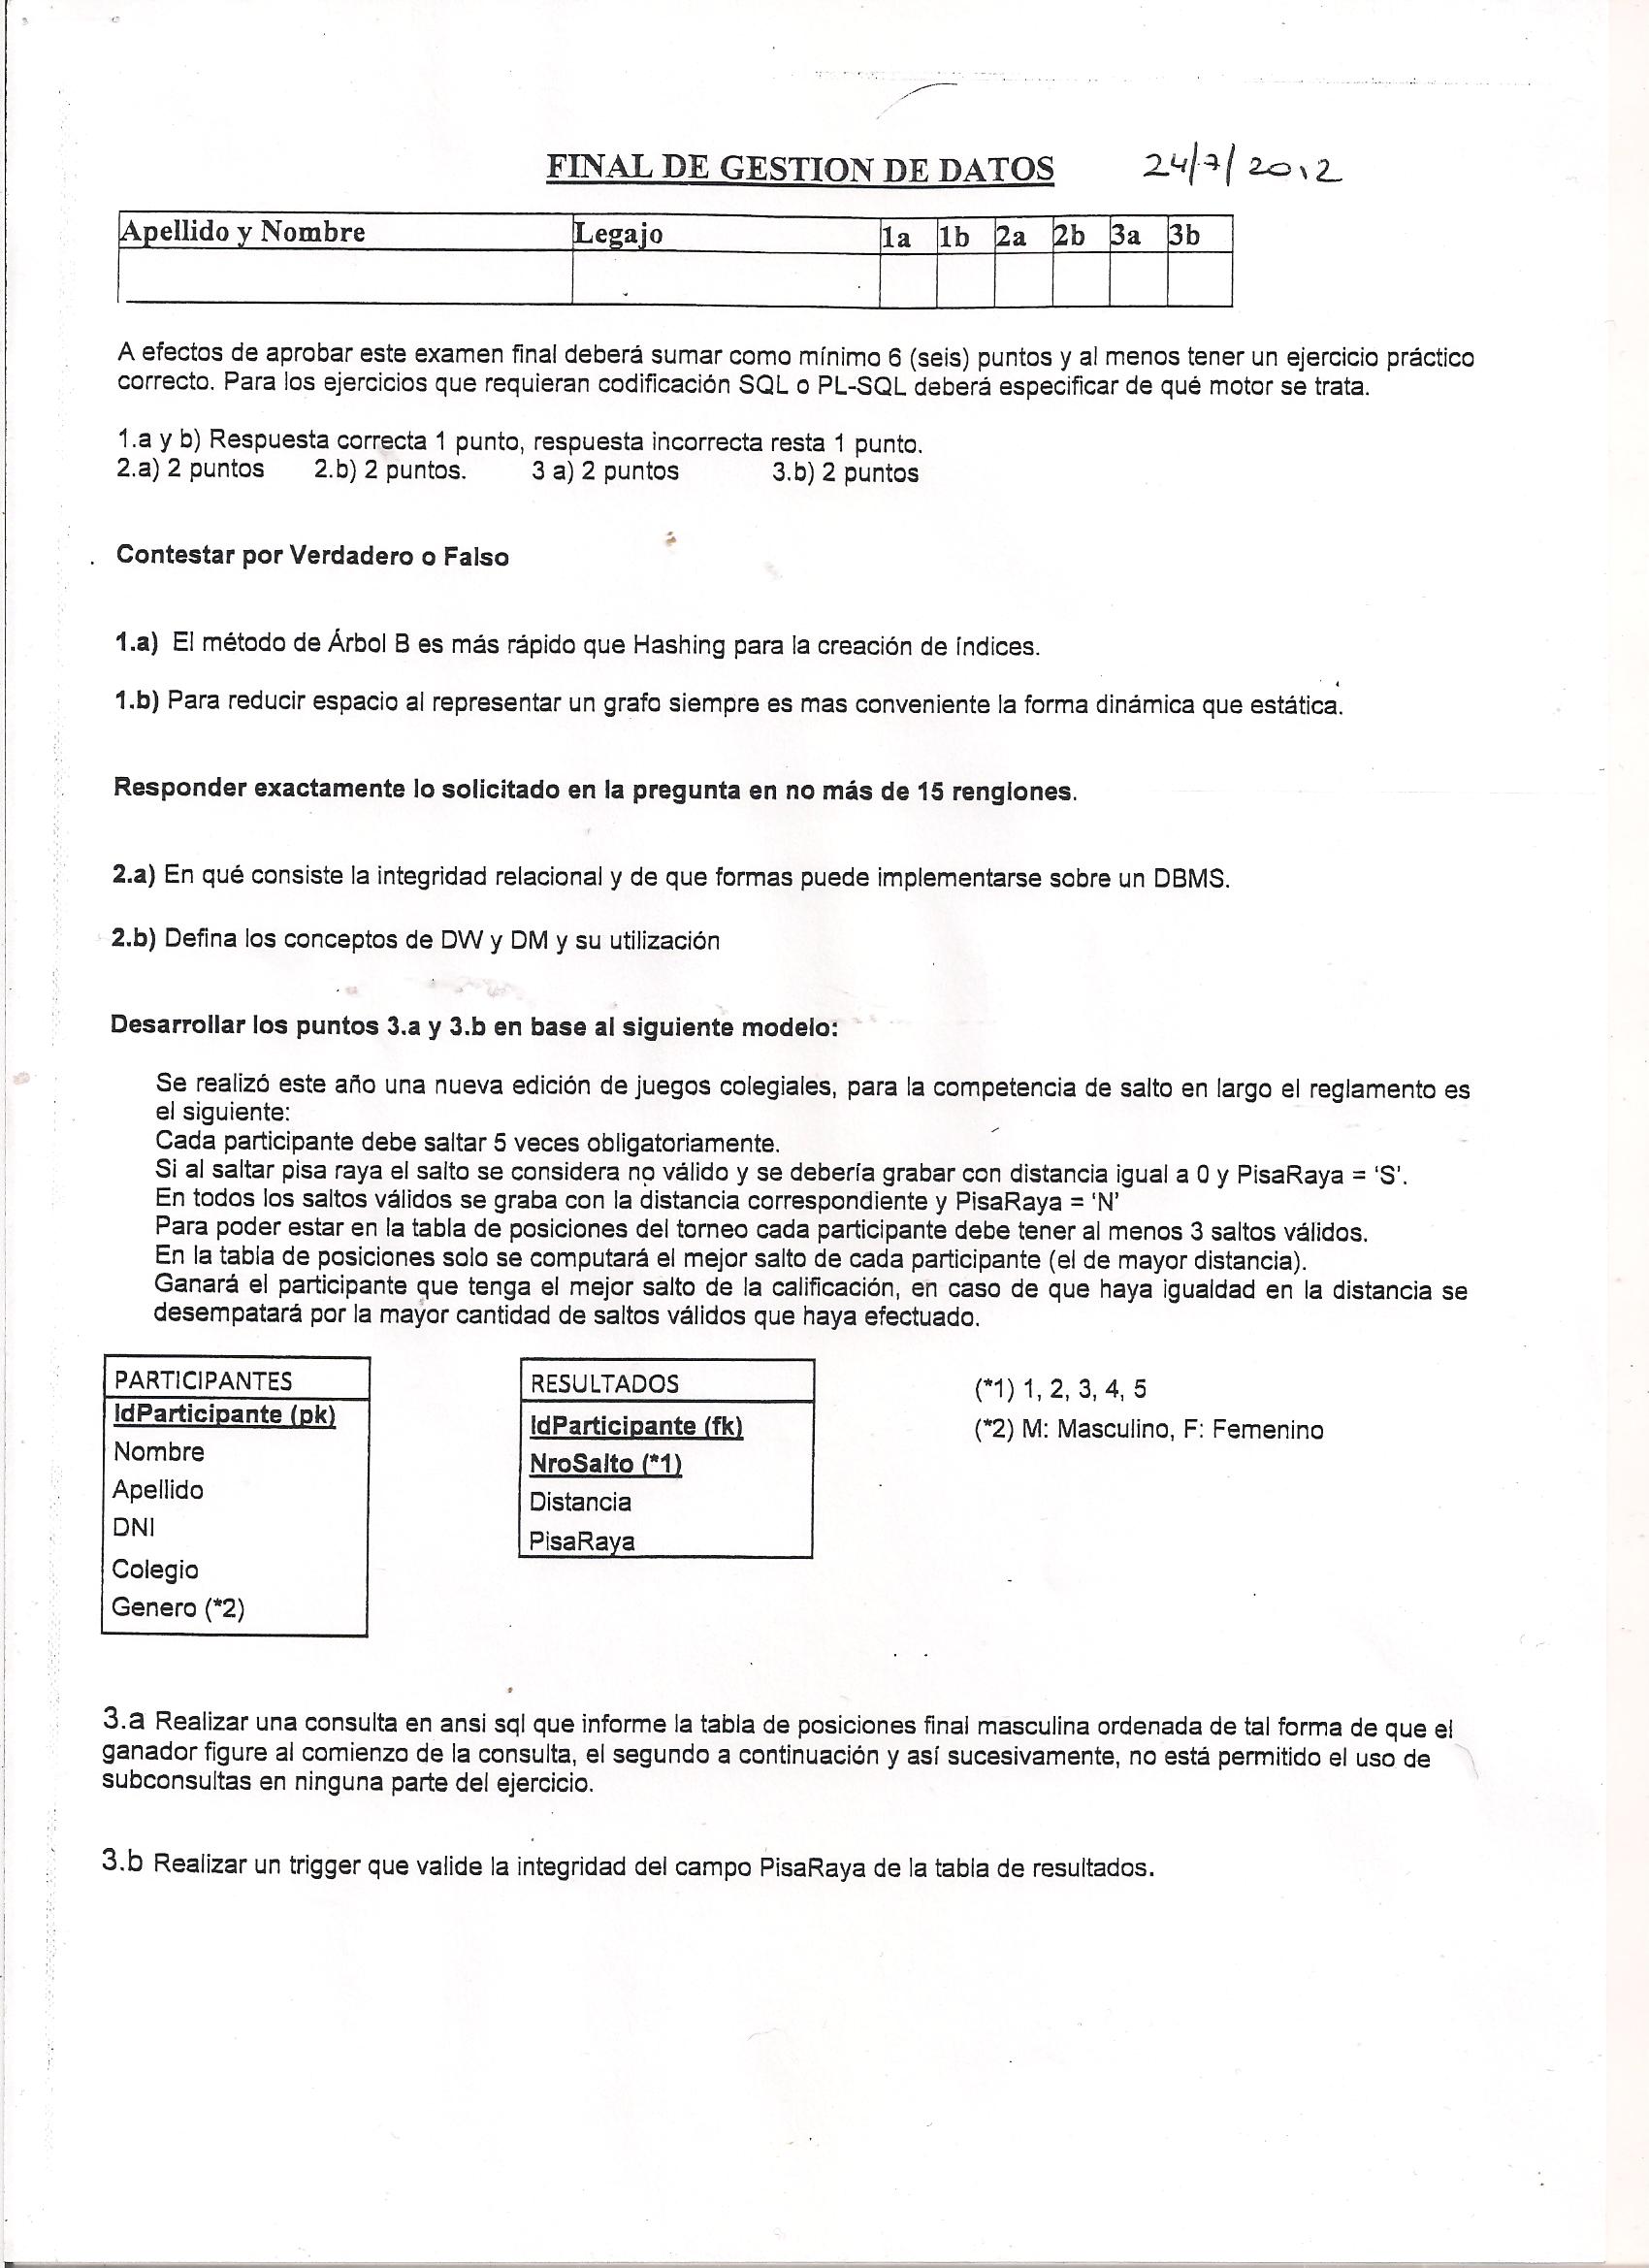 FINAL DE GESTION DE DATOS 24/7/2012
Apellido y Nombre Legajo 1a 1b 2a 2b 3a 3b
A efectos de aprobar este examen final deberá sumar como mínimo 6 (seis) puntos y al menos tener un ejercicio práctico
correcto. Para los ejercicios que requieran codificación SQL o PL-SQL deberá especificar de qué motor se trata.
1.a y b) Respuesta correcta 1 punto, respuesta incorrecta resta 1 punto.
2.a) 2 puntos 2.b) 2 puntos. 3 a) 2 puntos 3.b) 2 puntos
Contestar por Verdadero o Falso
1.a) El método de Árbol B es más rápido que Hashing para la creación de índices.
1.b) Para reducir espacio al representar un grafo siempre es mas conveniente la forma dinámica que estática.
Responder exactamente lo solicitado en la pregunta en no más de 15 renglones.
2.a) En qué consiste la integridad relacional y de que formas puede implementarse sobre un DBMS.
2.b) Defina los conceptos de DW y DM y su utilización
Desarrollar los puntos 3.a y 3.b en base al siguiente modelo:
Se realizó este año una nueva edición de juegos colegiales, para la competencia de salto en largo el reglamento es
el siguiente:
Cada participante debe saltar 5 veces obligatoriamente.
Si al saltar pisa raya el salto se considera no válido y se debería grabar con distancia igual a 0 y PisaRaya = ‘S’.
En todos los saltos válidos se graba con la distancia correspondiente y PisaRaya = ‘N’
Para poder estar en la tabla de posiciones del torneo cada participante debe tener al menos 3 saltos válidos.
En la tabla de posiciones solo se computará el mejor salto de cada participante (el de mayor distancia).
Ganará el participante que tenga el mejor salto de la calificación, en caso de que haya igualdad en la distancia se
desempatará por la mayor cantidad de saltos válidos que haya efectuado.
PARTICIPANTES
IdParticipante (pk)
Nombre
Apellido
DNI
Colegio
Genero (*2)
RESULTADOS
IdParticipante (fk)
NroSalto (*1)
Distancia
PisaRaya
(*1) 1, 2, 3, 4, 5
(*2) M: Masculino, F: Femenino
3.a Realizar una consulta en ansi sql que informe la tabla de posiciones final masculina ordenada de tal forma de que el
ganador figure al comienzo de la consulta, el segundo a continuación y así sucesivamente, no está permitido el uso de
subconsultas en ninguna parte del ejercicio.
3.b Realizar un trigger que valide la integridad del campo PisaRaya de la tabla de resultados.